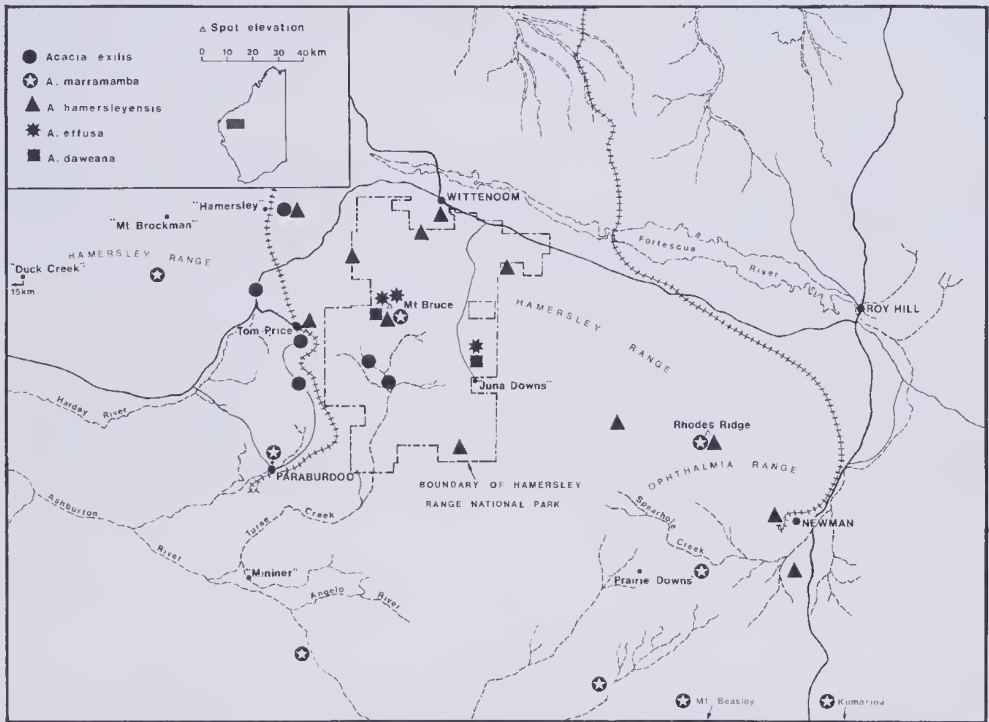 Spot elevation
0 10 20 30 40 km
Acacia exilis
A. marramamba
A hamersleyensis
A. effusa
A. daweana
WITTENOOM
"Hamersley"
"Mt Brockman"
HAMERSLEY RANGE
"Duck Creek"
15km
Fortescue
River
Mt Bruce
HAMERSLEY
RANGE
ROY HILL
Tom Price
"Juna Downs"
Hardey River
Rhodes Ridge
PARABURDOO
OPHTHALMIA RANGE
BOUNDARY OF HAMERSLEY
RANGE NATIONAL PARK
Ashburton
River
Turee Creek
Spearhole
Creek
NEWMAN
"Mininer"
Prairie Downs"
Angelo River
Mt. Beasley
Kumarina